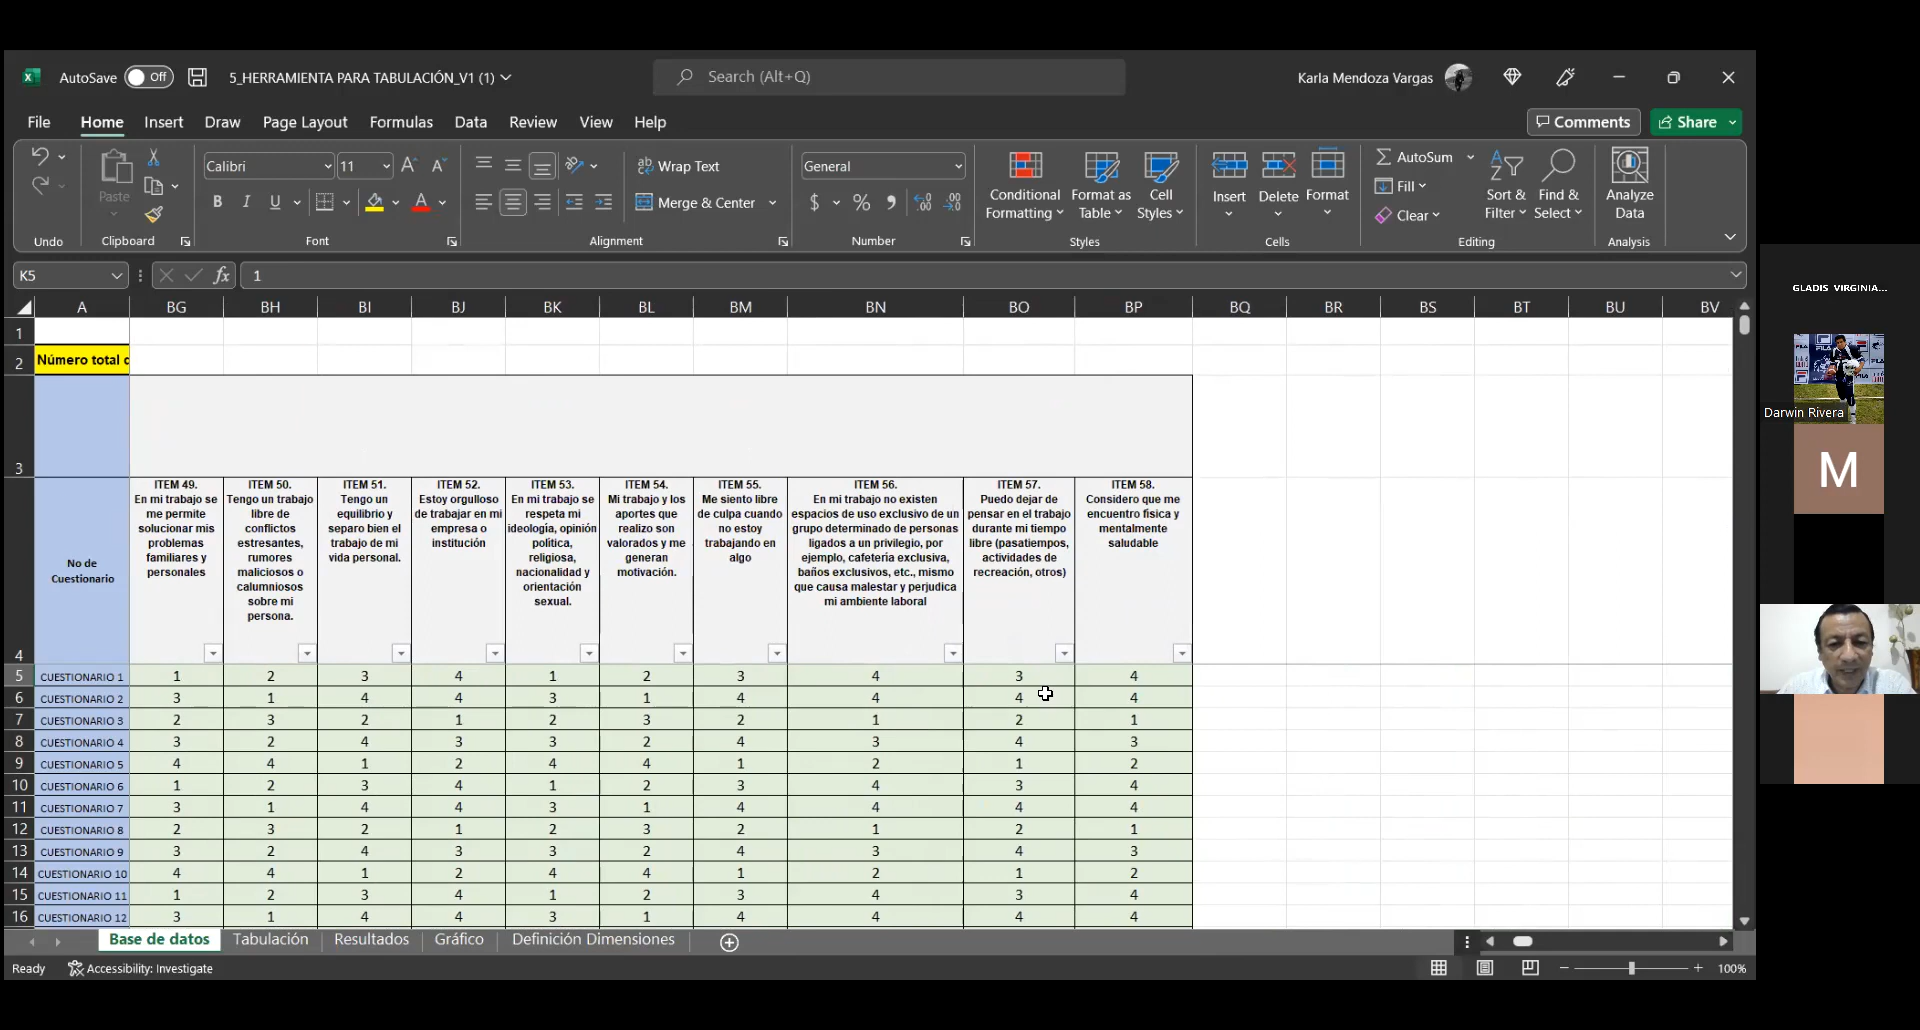 AutoSave Off 5_HERRAMIENTA PARA TABULACIÓN_V1 (1) Search (Alt+Q) Karla Mendoza Vargas
File Home Insert Draw Page Layout Formulas Data Review View Help Comments Share
Paste Calibri 11 Wrap Text General AutoSum
Fill
Clear
B I U Merge & Center $ % 9
Conditional Formatting Format as Table Cell Styles Insert Delete Format Sort & Filter Find & Select Analyze Data
Undo Clipboard Font Alignment Number Styles Cells Editing Analysis
K5 fx 1
A BG BH BI BJ BK BL BM BN BO BP BQ BR BS BT BU BV
1
2 Número total d
3
4
No de
Cuestionario
ITEM 49.
En mi trabajo se
me permite
solucionar mis
problemas
familiares y
personales
ITEM 50.
Tengo un trabajo
libre de
conflictos
estresantes,
rumores
maliciosos o
calumniosos
sobre mi
persona.
ITEM 51.
Tengo un
equilibrio y
separo bien el
trabajo de mi
vida personal.
ITEM 52.
Estoy orgulloso
de trabajar en mi
empresa o
institución
ITEM 53.
En mi trabajo se
respeta mi
ideología, opinión
política,
religiosa,
nacionalidad y
orientación
sexual.
ITEM 54.
Mi trabajo y los
aportes que
realizo son
valorados y me
generan
motivación.
ITEM 55.
Me siento libre
de culpa cuando
no estoy
trabajando en
algo
ITEM 56.
En mi trabajo no existen
espacios de uso exclusivo de un
grupo determinado de personas
ligados a un privilegio, por
ejemplo, cafetería exclusiva,
baños exclusivos, etc., mismo
que causa malestar y perjudica
mi ambiente laboral
ITEM 57.
Puedo dejar de
pensar en el trabajo
durante mi tiempo
libre (pasatiempos,
actividades de
recreación, otros)
ITEM 58.
Considero que me
encuentro física y
mentalmente
saludable
5 CUESTIONARIO 1 1 2 3 4 1 2 3 4 3 4
6 CUESTIONARIO 2 3 1 4 4 3 1 4 4 4 4
7 CUESTIONARIO 3 2 3 2 1 2 3 2 1 2 1
8 CUESTIONARIO 4 3 2 4 3 3 2 4 3 4 3
9 CUESTIONARIO 5 4 4 1 2 4 4 1 2 1 2
10 CUESTIONARIO 6 1 2 3 4 1 2 3 4 3 4
11 CUESTIONARIO 7 3 1 4 4 3 1 4 4 4 4
12 CUESTIONARIO 8 2 3 2 1 2 3 2 1 2 1
13 CUESTIONARIO 9 3 2 4 3 3 2 4 3 4 3
14 CUESTIONARIO 10 4 4 1 2 4 4 1 2 1 2
15 CUESTIONARIO 11 1 2 3 4 1 2 3 4 3 4
16 CUESTIONARIO 12 3 1 4 4 3 1 4 4 4 4
Base de datos Tabulación Resultados Gráfico Definición Dimensiones
Ready Accessibility: Investigate 100%
GLADIS VIRGINIA...
FILA
Darwin Rivera
M